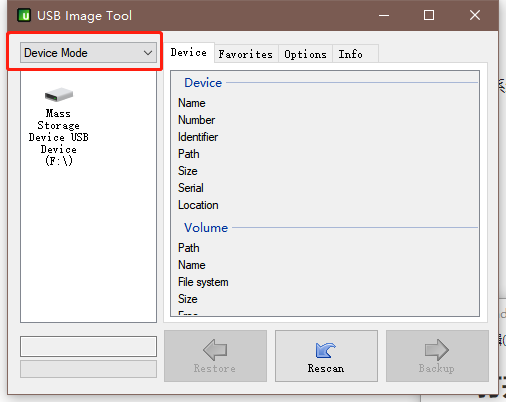 USB Image Tool
Device Mode
Device
Favorites
Options
Info
Mass
Storage
Device USB
Device
(F:\)
Device
Name
Number
Identifier
Path
Size
Serial
Location
Volume
Path
Name
File system
Size
Free
Restore
Rescan
Backup